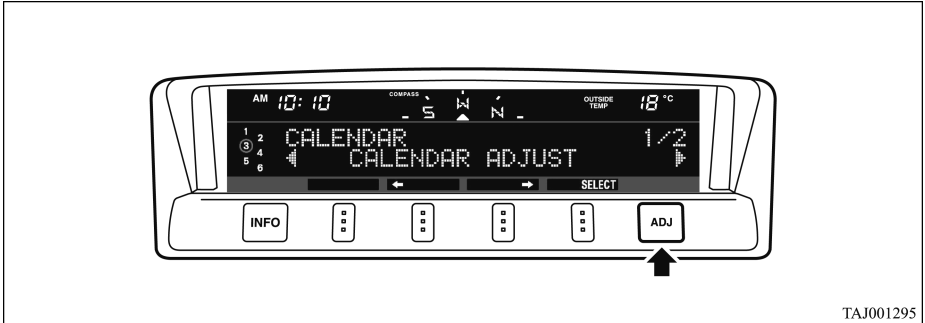 AM 10:10 COMPASS S W N OUTSIDE TEMP 18 °C
1 2 3 4 5 6
CALENDAR 1/2
CALENDAR ADJUST
← → SELECT
INFO ADJ
TAJ001295